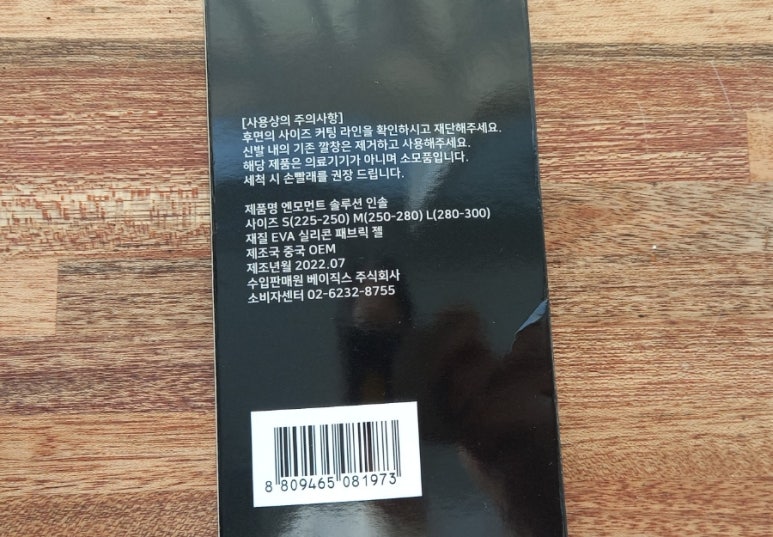 [사용상의 주의사항]
후면의 사이즈 커팅 라인을 확인하시고 재단해주세요.
신발 내의 기존 깔창은 제거하고 사용해주세요.
해당 제품은 의료기기가 아니며 소모품입니다.
세척 시 손빨래를 권장 드립니다.
제품명 엔모먼트 솔루션 인솔
사이즈 S(225-250) M(250-280) L(280-300)
재질 EVA 실리콘 패브릭 젤
제조국 중국 OEM
제조년월 2022.07
수입판매원 베이직스 주식회사
소비자센터 02-6232-8755
8 809465 081973